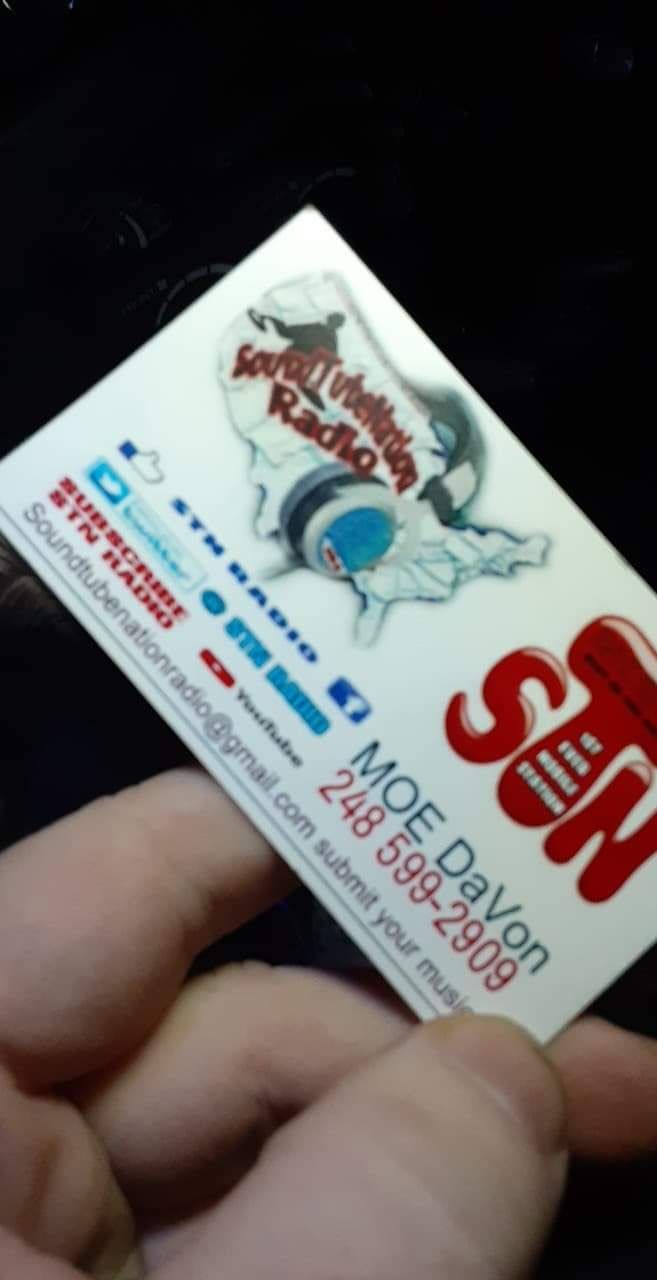 SoundTubeNation
Radio
STN RADIO
twitter
STN RADIO
SUBSCRIBE
STN RADIO
YouTube
STN
MOE DaVon
248 599-2909
Soundtubenationradio@gmail.com submit your music